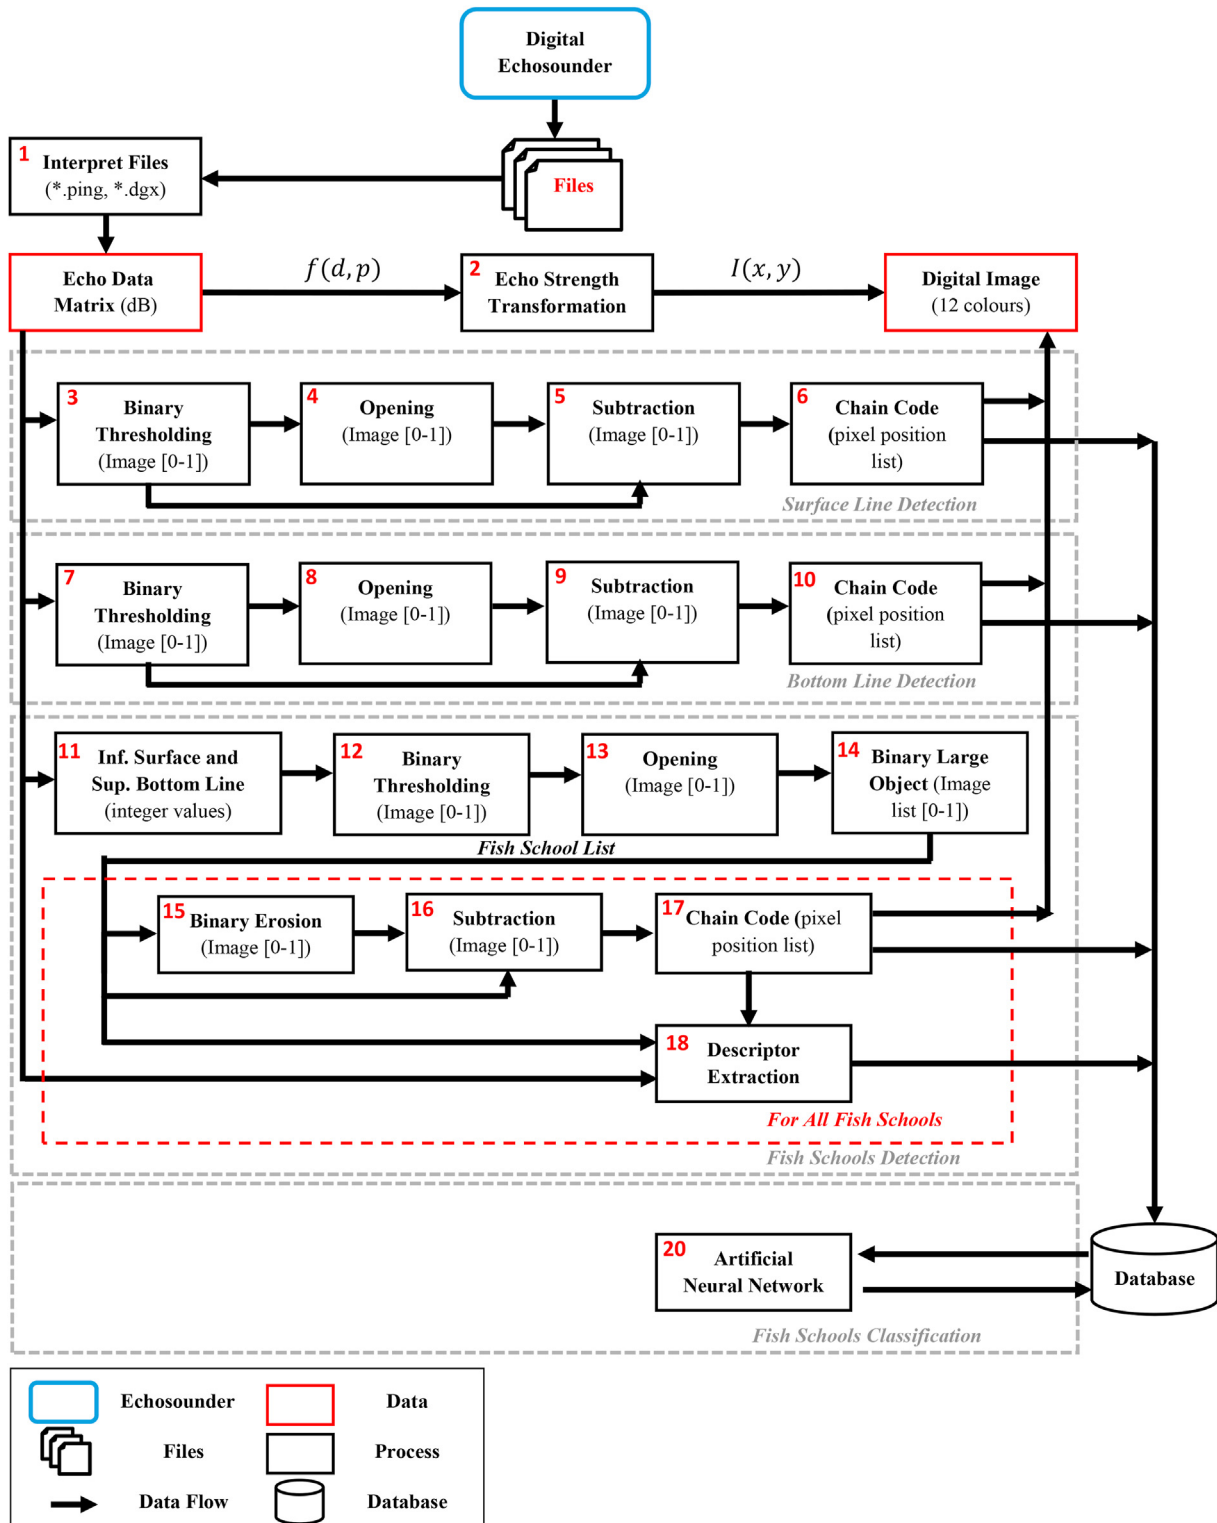 Digital
Echosounder
1
Interpret Files
(*.ping, *.dgx)
Files
Echo Data
Matrix (dB)
f(d, p)
2
Echo Strength
Transformation
I(x, y)
Digital Image
(12 colours)
3
Binary
Thresholding
(Image [0-1])
4
Opening
(Image [0-1])
5
Subtraction
(Image [0-1])
6
Chain Code
(pixel position
list)
Surface Line Detection
7
Binary
Thresholding
(Image [0-1])
8
Opening
(Image [0-1])
9
Subtraction
(Image [0-1])
10
Chain Code
(pixel position
list)
Bottom Line Detection
11
Inf. Surface and
Sup. Bottom Line
(integer values)
12
Binary
Thresholding
(Image [0-1])
13
Opening
(Image [0-1])
14
Binary Large
Object (Image
list [0-1])
Fish School List
15
Binary Erosion
(Image [0-1])
16
Subtraction
(Image [0-1])
17
Chain Code (pixel
position list)
18
Descriptor
Extraction
For All Fish Schools
Fish Schools Detection
20
Artificial
Neural Network
Database
Fish Schools Classification
Echosounder
Data
Files
Process
Data Flow
Database